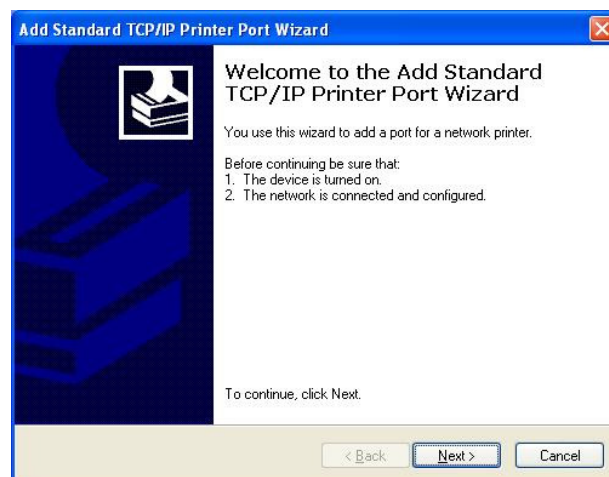 Add Standard TCP/IP Printer Port Wizard
Welcome to the Add Standard
TCP/IP Printer Port Wizard
You use this wizard to add a port for a network printer.
Before continuing be sure that:
1. The device is turned on.
2. The network is connected and configured.
To continue, click Next.
< Back
Next >
Cancel